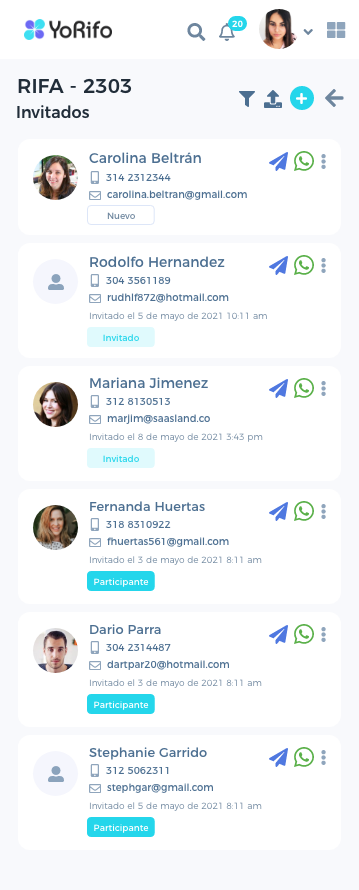 YoRifo
20
RIFA - 2303
Invitados
Carolina Beltrán
314 2312344
carolina.beltran@gmail.com
Nuevo
Rodolfo Hernandez
304 3561189
rudhlf872@hotmail.com
Invitado el 5 de mayo de 2021 10:11 am
Invitado
Mariana Jimenez
312 8130513
marjim@saasland.co
Invitado el 8 de mayo de 2021 3:43 pm
Invitado
Fernanda Huertas
318 8310922
fhuertas561@gmail.com
Invitado el 3 de mayo de 2021 8:11 am
Participante
Dario Parra
304 2314487
dartpar20@hotmail.com
Invitado el 3 de mayo de 2021 8:11 am
Participante
Stephanie Garrido
312 5062311
stephgar@gmail.com
Invitado el 5 de mayo de 2021 8:11 am
Participante